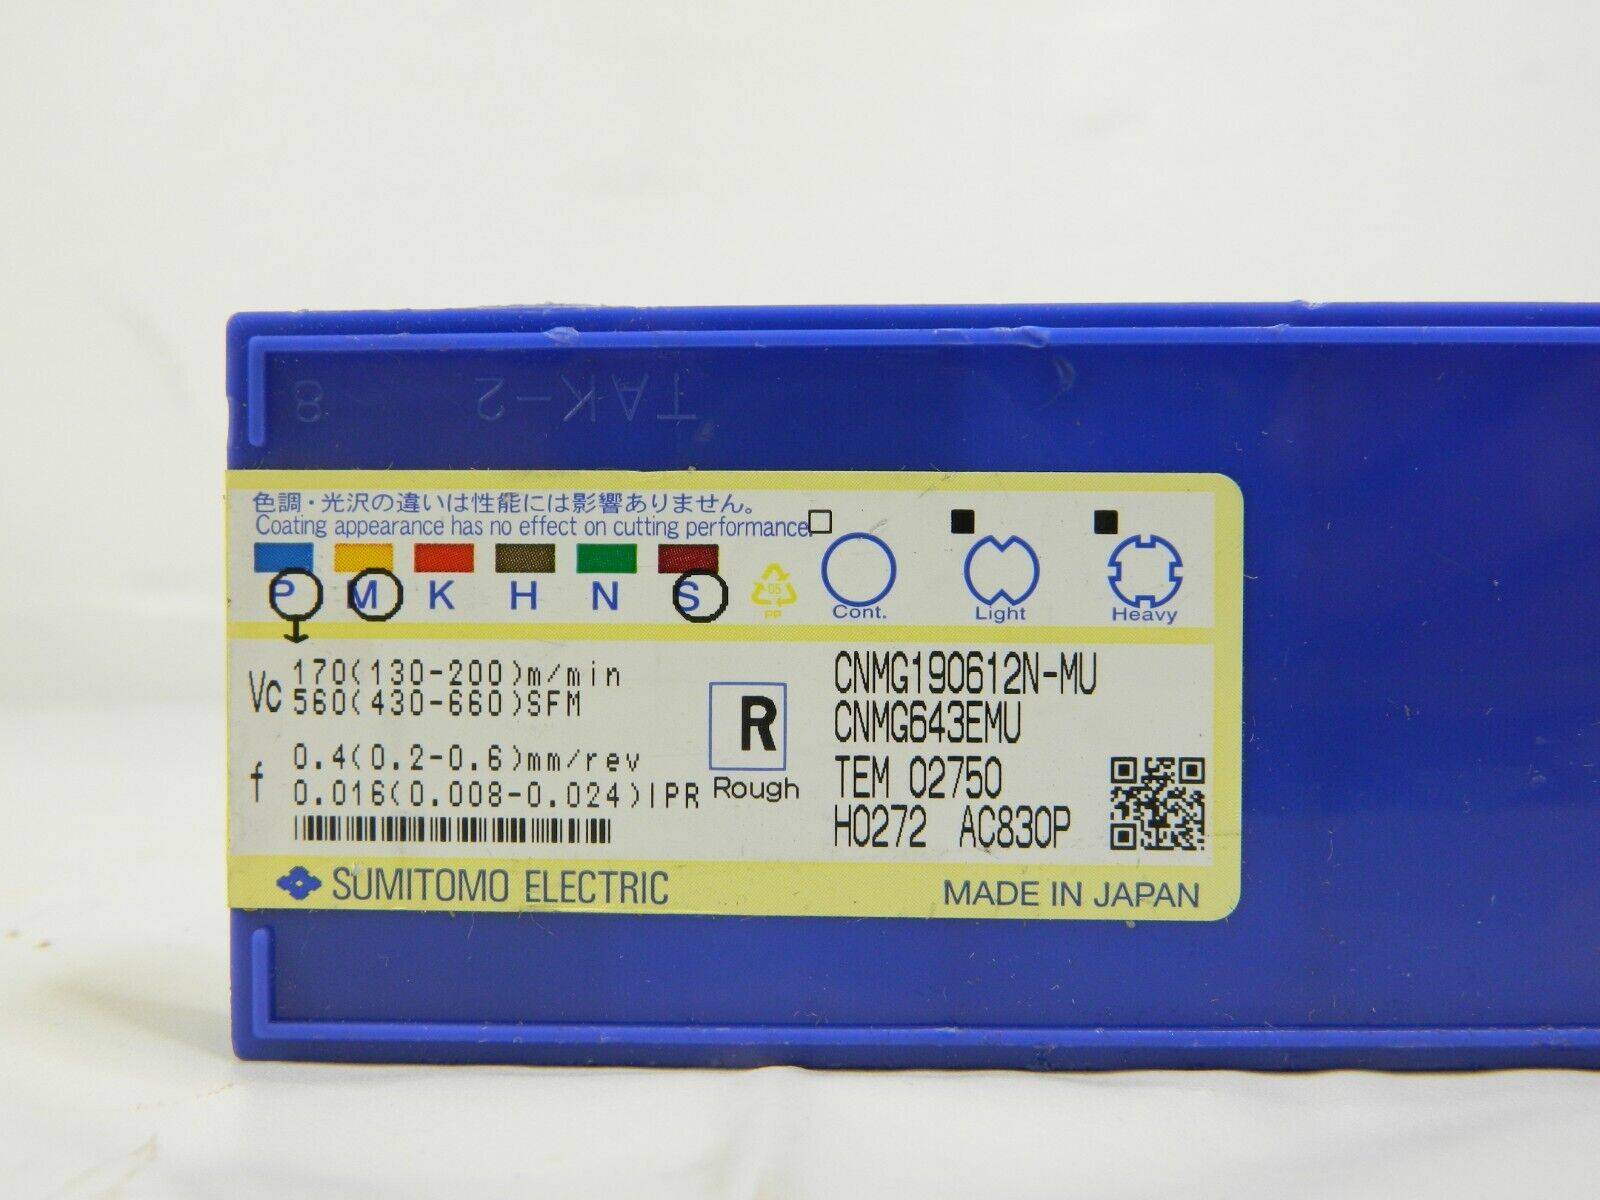 8 TAK-2
色調・光沢の違いは性能には影響ありません。
Coating appearance has no effect on cutting performance.
P M K H N S
05
PP
Cont. Light Heavy
Vc 170(130-200)m/min
560(430-660)SFM
f 0.4(0.2-0.6)mm/rev
0.016(0.008-0.024)IPR
R
Rough
CNMG190612N-MU
CNMG643EMU
TEM 02750
H0272 AC830P
SUMITOMO ELECTRIC
MADE IN JAPAN